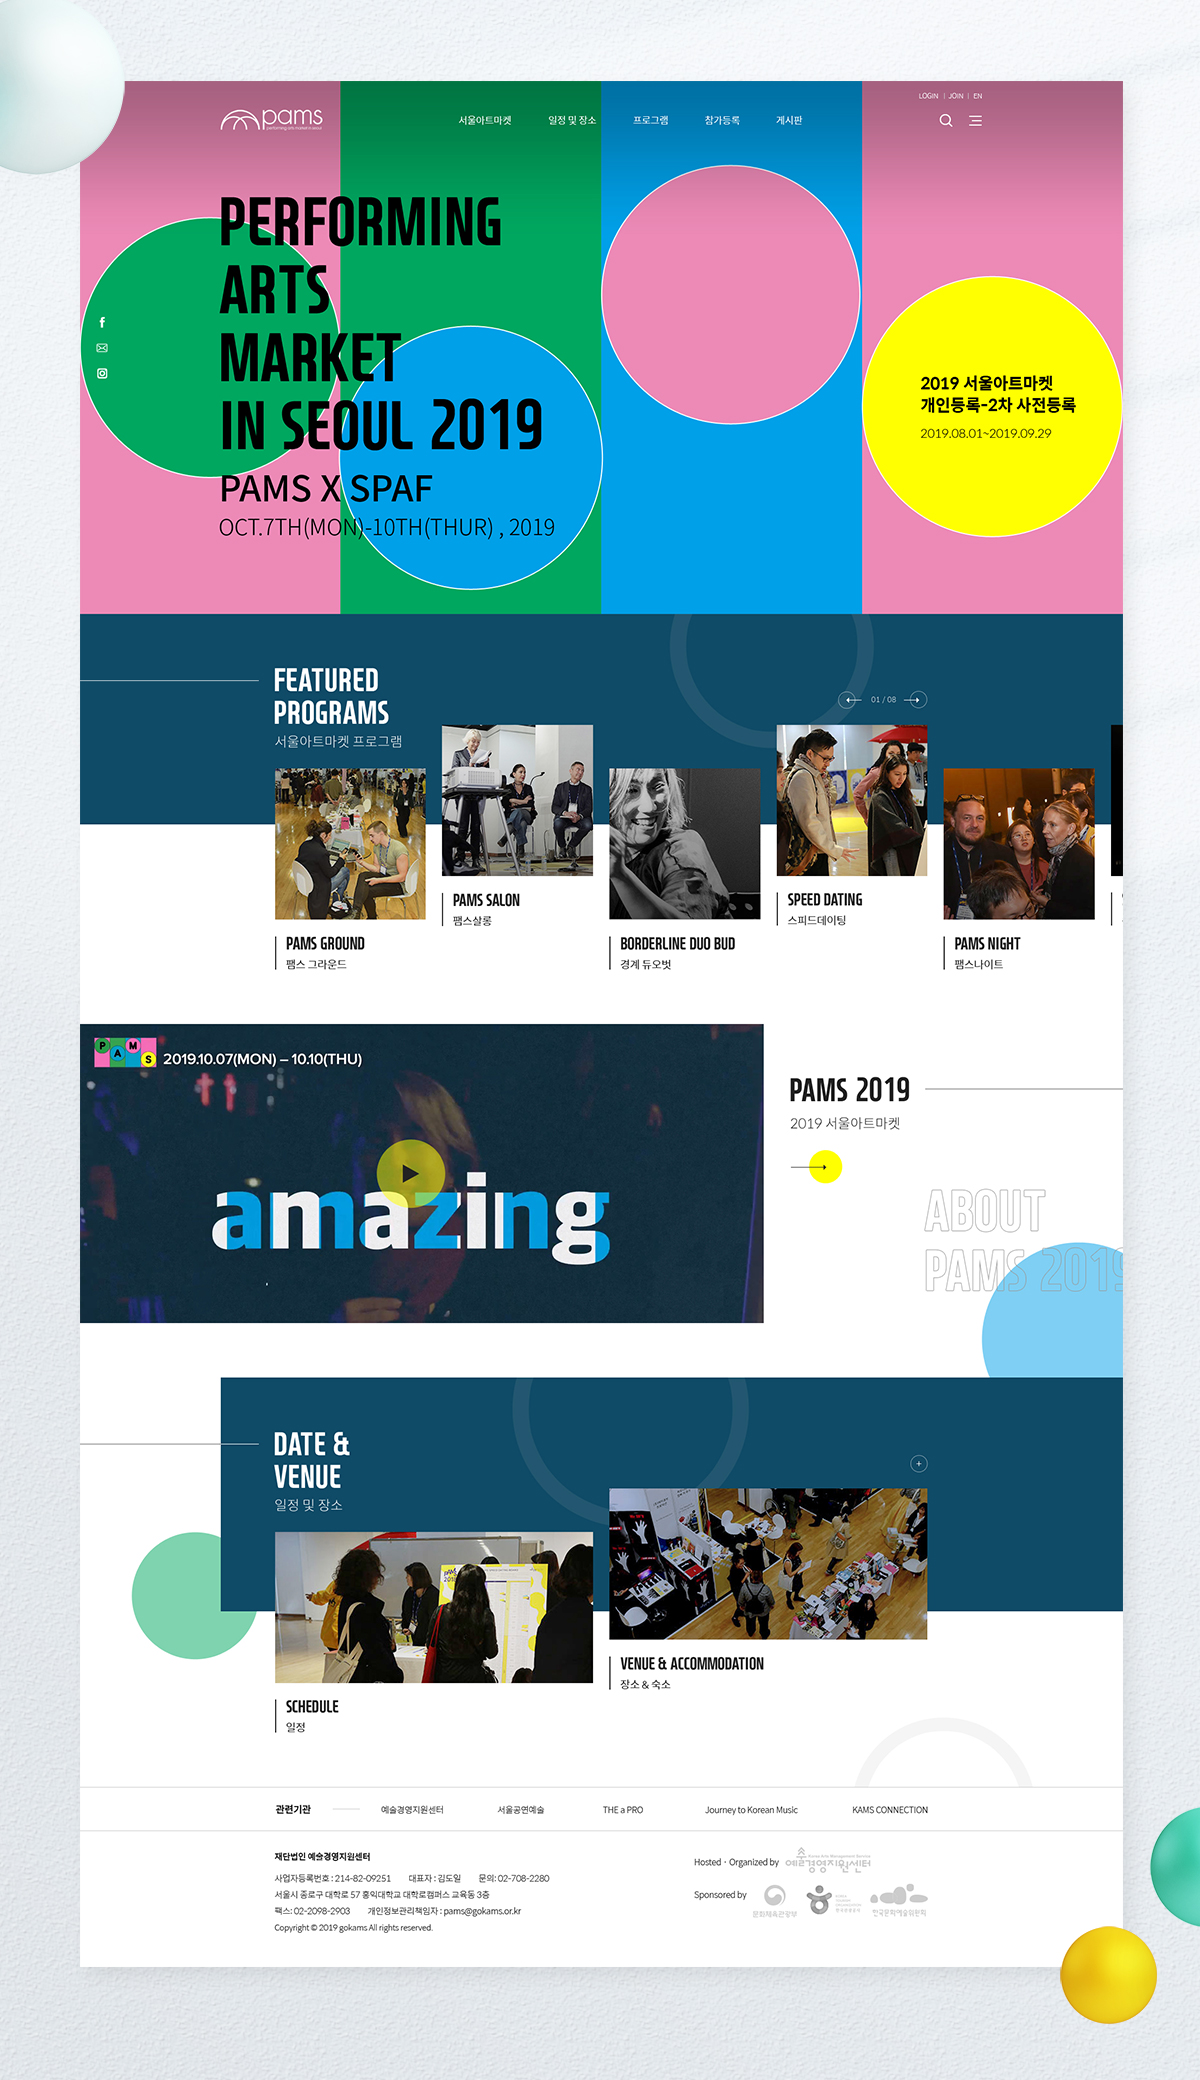 LOGIN | JOIN | EN
pams
performing arts market in seoul
서울아트마켓 일정 및 장소 프로그램 참가등록 게시판
PERFORMING
ARTS
MARKET
IN SEOUL 2019
PAMS X SPAF
OCT.7TH(MON)-10TH(THUR) , 2019
2019 서울아트마켓
개인등록-2차 사전등록
2019.08.01~2019.09.29
FEATURED
PROGRAMS
서울아트마켓 프로그램
01 / 08
PAMS GROUND
팸스 그라운드
PAMS SALON
팸스살롱
BORDERLINE DUO BUD
경계 듀오벗
SPEED DATING
스피드데이팅
PAMS NIGHT
팸스나이트
PAMS
2019.10.07(MON) – 10.10(THU)
amazing
PAMS 2019
2019 서울아트마켓
ABOUT
PAMS 2019
DATE &
VENUE
일정 및 장소
SCHEDULE
일정
VENUE & ACCOMMODATION
장소 & 숙소
관련기관 예술경영지원센터 서울공연예술 THE a PRO Journey to Korean Music KAMS CONNECTION
재단법인 예술경영지원센터
사업자등록번호 : 214-82-09251 대표자 : 김도일 문의: 02-708-2280
서울시 종로구 대학로 57 홍익대학교 대학로캠퍼스 교육동 3층
팩스: 02-2098-2903 개인정보관리책임자 : pams@gokams.or.kr
Copyright © 2019 gokams All rights reserved.
Hosted · Organized by
Korea Arts Management Service
예술경영지원센터
Sponsored by
문화체육관광부
한국문화예술위원회